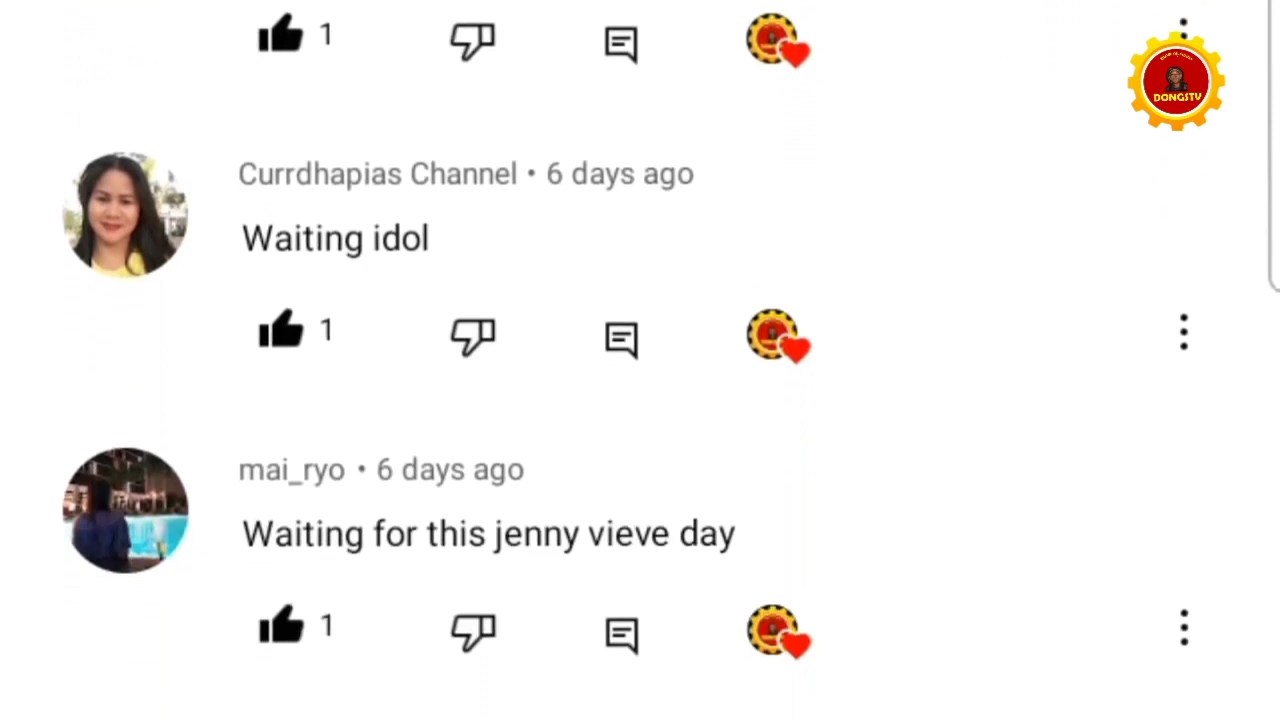 1
DONGSTV
Currdhapias Channel • 6 days ago
Waiting idol
1
mai_ryo • 6 days ago
Waiting for this jenny vieve day
1